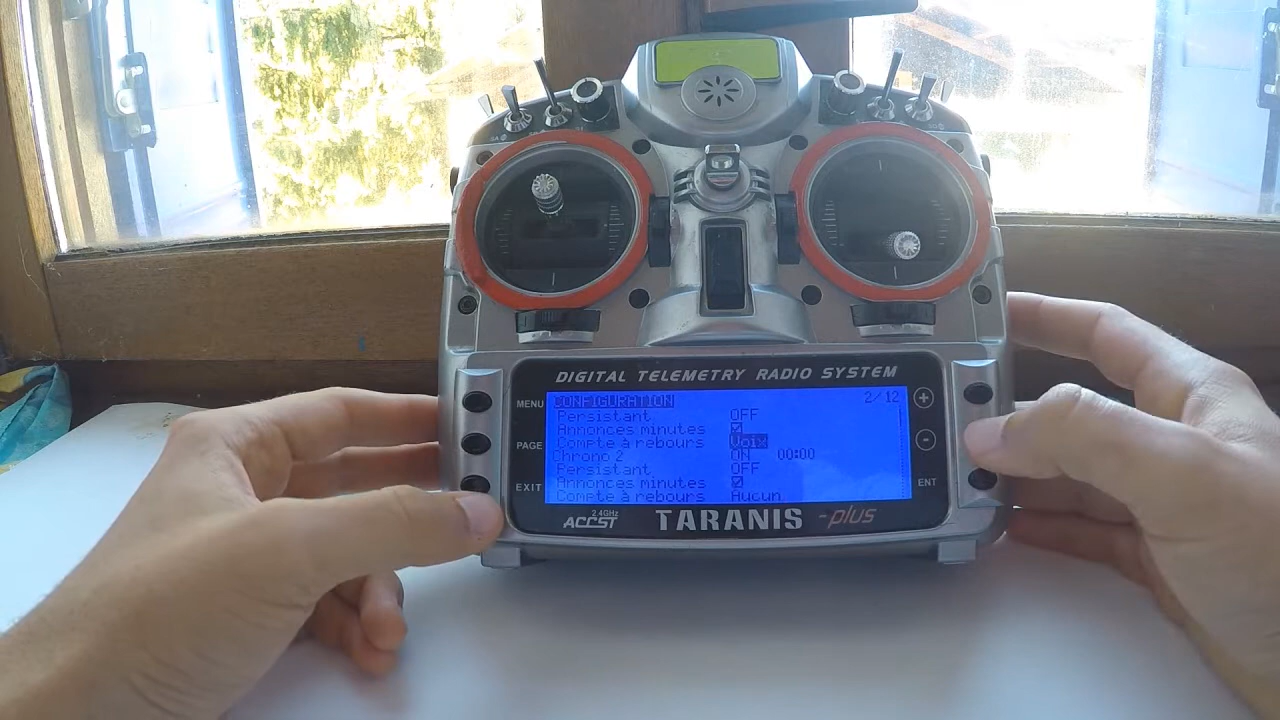 DIGITAL TELEMETRY RADIO SYSTEM
MENU
PAGE
EXIT
CONFIGURATION 2/12
Persistant OFF
Annonces minutes
Compte à rebours Voix
Chrono 2 ON 00:00
Persistant OFF
Annonces minutes
Compte à rebours Aucun
+
-
ENT
2.4GHz
ACCST
TARANIS -plus